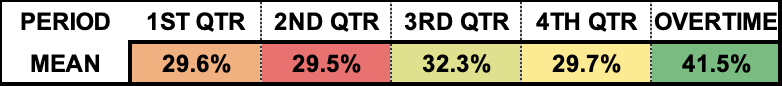 PERIOD 1ST QTR 2ND QTR 3RD QTR 4TH QTR OVERTIME
MEAN 29.6% 29.5% 32.3% 29.7% 41.5%